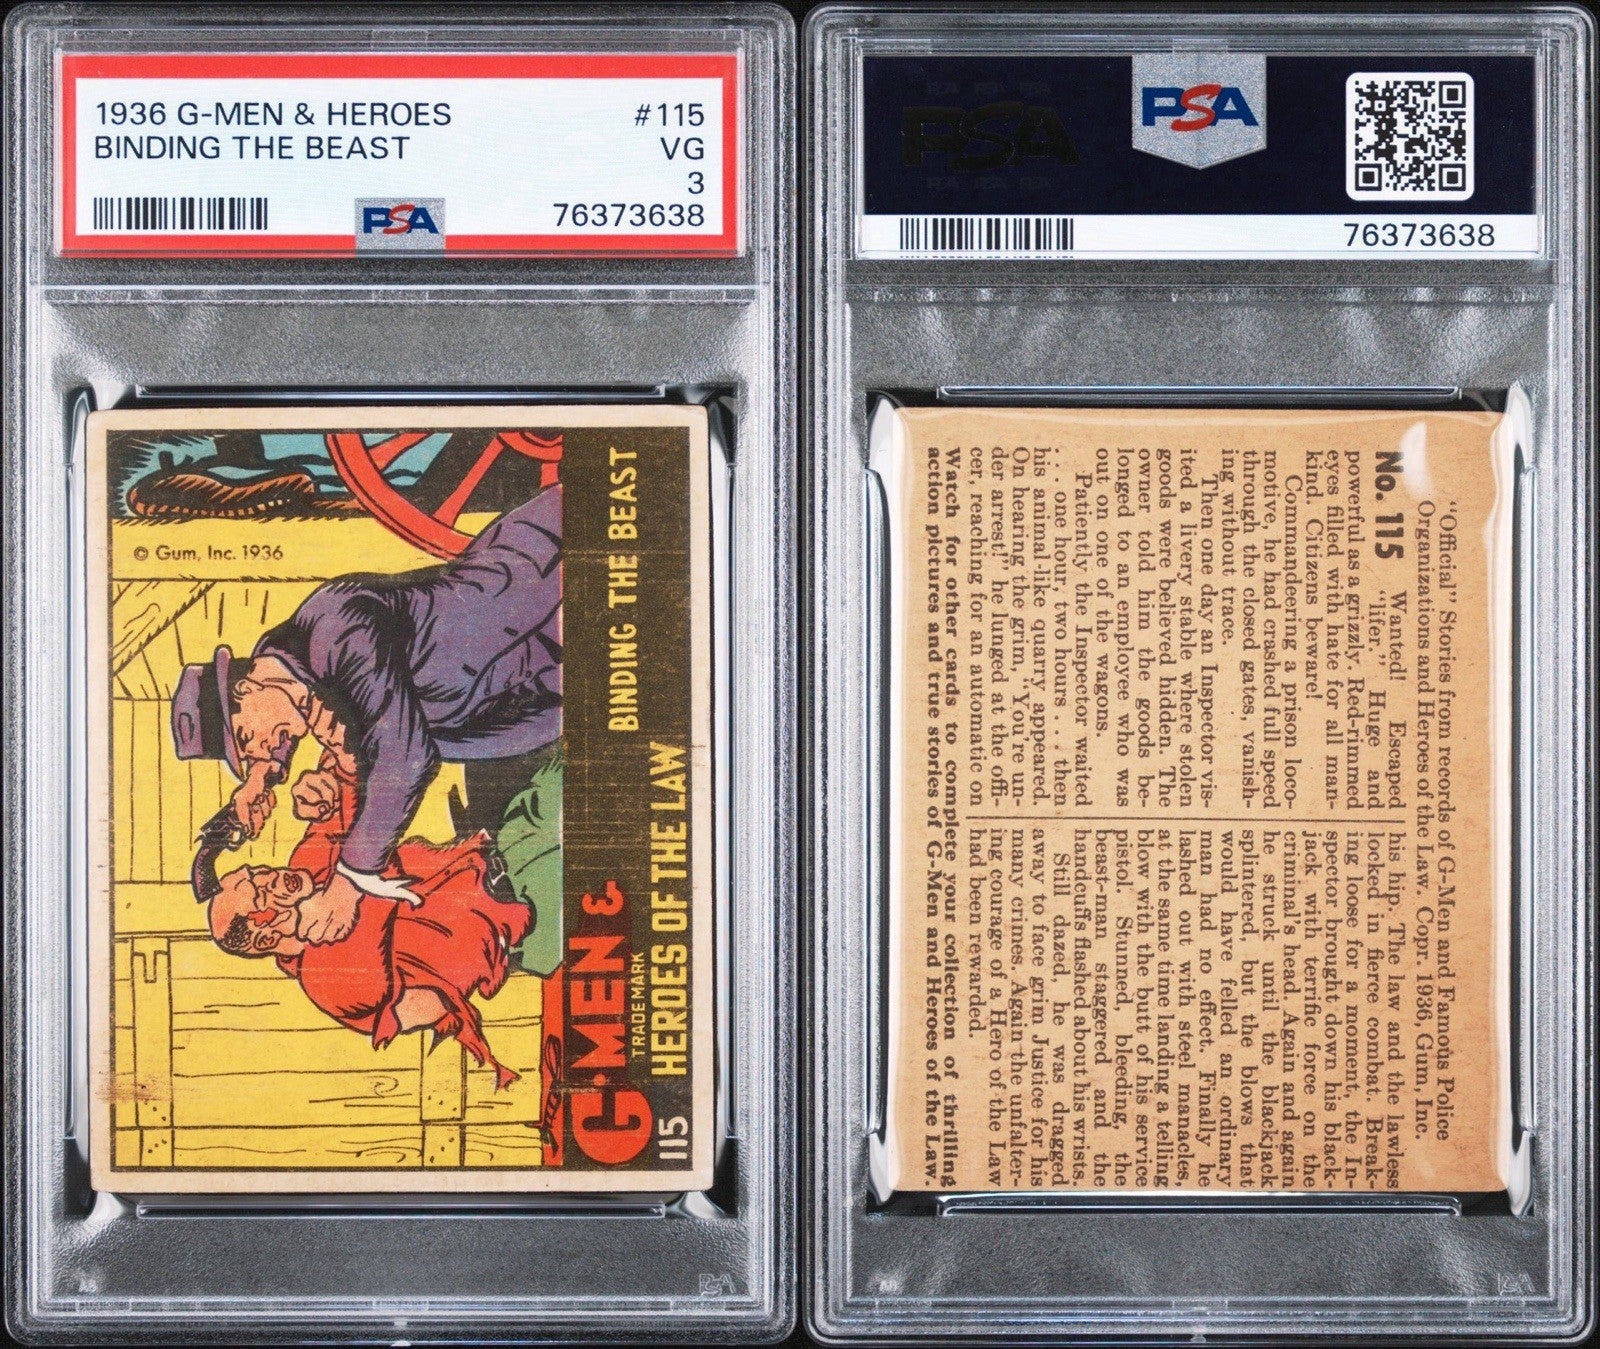 1936 G-MEN & HEROES #115
BINDING THE BEAST VG
3
PSA 76373638
© Gum, Inc. 1936
G-MEN &
TRADE MARK
HEROES OF THE LAW
BINDING THE BEAST
115
PSA
PSA
76373638
"Official" Stories from records of G-Men and Famous Police
Organizations and Heroes of the Law. Copr. 1936, Gum, Inc.
No. 115 Wanted! Escaped
"lifer." Huge and
powerful as a grizzly. Red-rimmed
eyes filled with hate for all man-
kind. Citizens beware!
Commandeering a prison loco-
motive, he had crashed full speed
through the closed gates, vanish-
ing without trace.
Then one day an Inspector vis-
ited a livery stable where stolen
goods were believed hidden. The
owner told him the goods be-
longed to an employee who was
out on one of the wagons.
Patiently the Inspector waited
. . . one hour, two hours . . . then
his animal-like quarry appeared.
On hearing the grim, "You're un-
der arrest!" he lunged at the offi-
cer, reaching for an automatic on
his hip. The law and the lawless
locked in fierce combat. Break-
ing loose for a moment, the In-
spector brought down his black-
jack with terrific force on the
criminal's head. Again and again
he struck until the blackjack
splintered, but the blows that
would have felled an ordinary
man had no effect. Finally he
lashed out with steel manacles,
at the same time landing a telling
blow with the butt of his service
pistol. Stunned, bleeding, the
beast-man staggered and the
handcuffs flashed about his wrists.
Still dazed, he was dragged
away to face grim Justice for his
many crimes. Again the unfalter-
ing courage of a Hero of the Law
had been rewarded.
Watch for other cards to complete your collection of thrilling
action pictures and true stories of G-Men and Heroes of the Law.